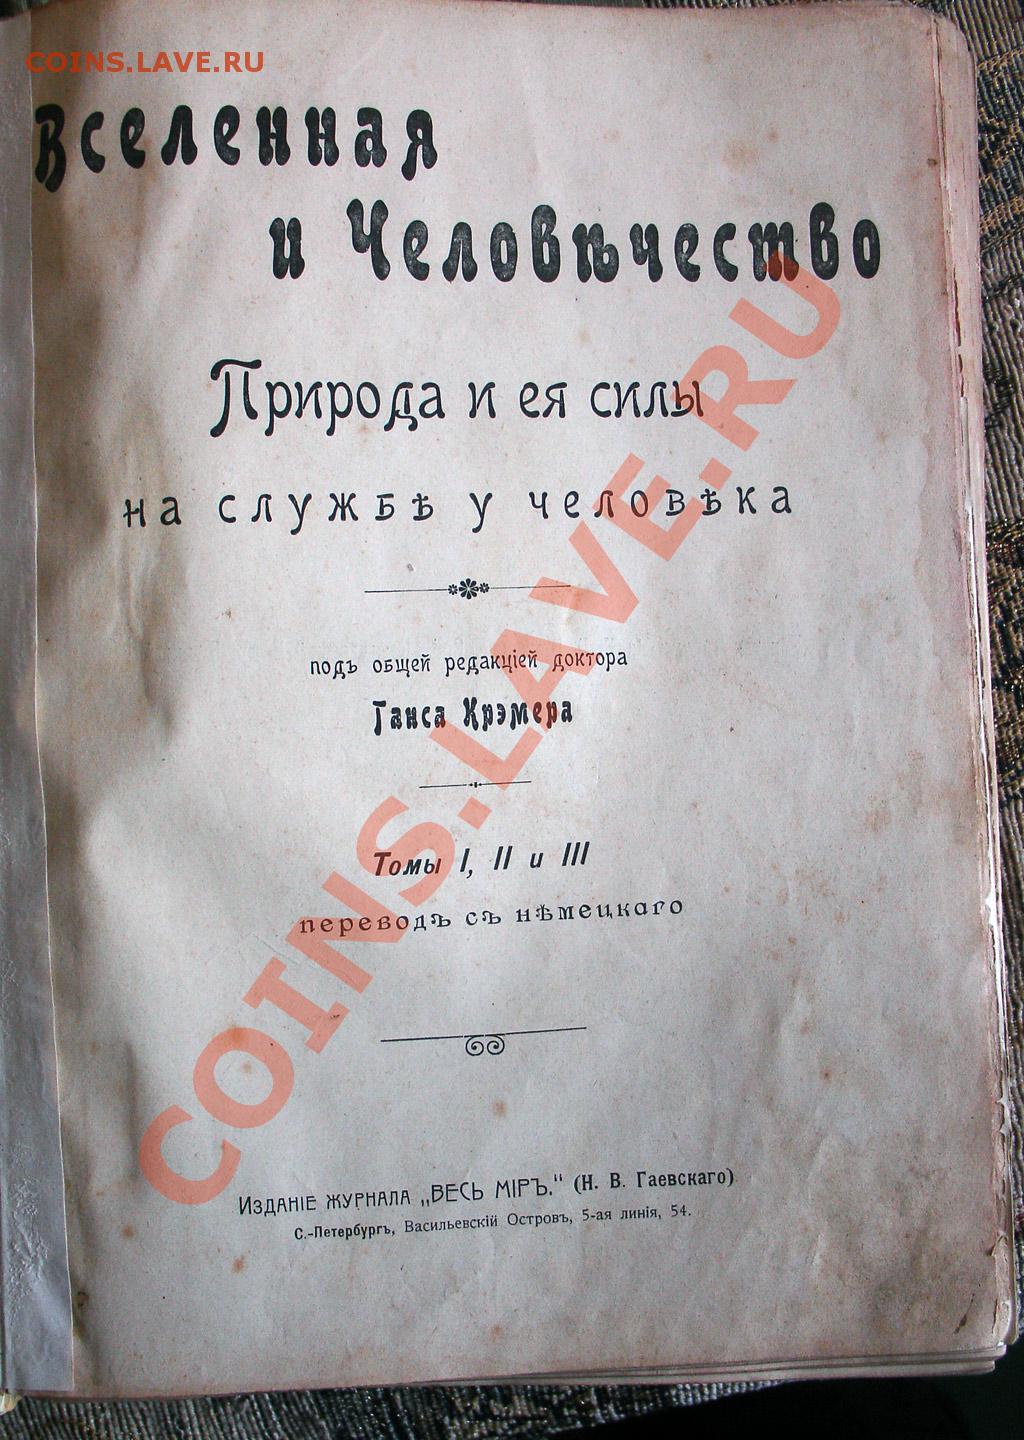 COINS.LAVE.RU
Вселенная
и Человѣчество
Природа и ея силы
на службѣ у человѣка
подъ общей редакціей доктора
Ганса Крэмера
Томы I, II и III
переводъ съ нѣмецкаго
Изданіе журнала „ВЕСЬ МІРЪ.“ (Н. В. Гаевскаго)
С.-Петербургъ, Васильевскій Островъ, 5-ая линія, 54.
COINS.LAVE.RU